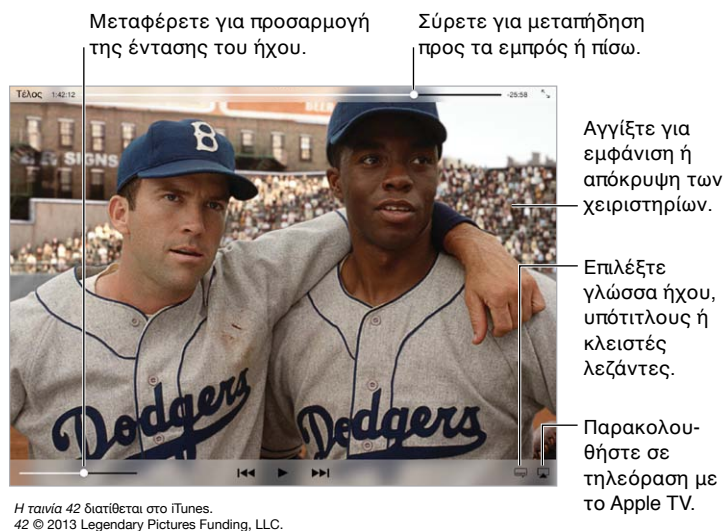 Μεταφέρετε για προσαρμογή
της έντασης του ήχου.
Σύρετε για μεταπήδηση
προς τα εμπρός ή πίσω.
Τέλος 1:42:12 -25:58
B
SIGNS
Dodgers
Dodgers
Αγγίξτε για
εμφάνιση ή
απόκρυψη των
χειριστηρίων.
Επιλέξτε
γλώσσα ήχου,
υπότιτλους ή
κλειστές
λεζάντες.
Παρακολου-
θήστε σε
τηλεόραση με
το Apple TV.
Η ταινία 42 διατίθεται στο iTunes.
42 © 2013 Legendary Pictures Funding, LLC.